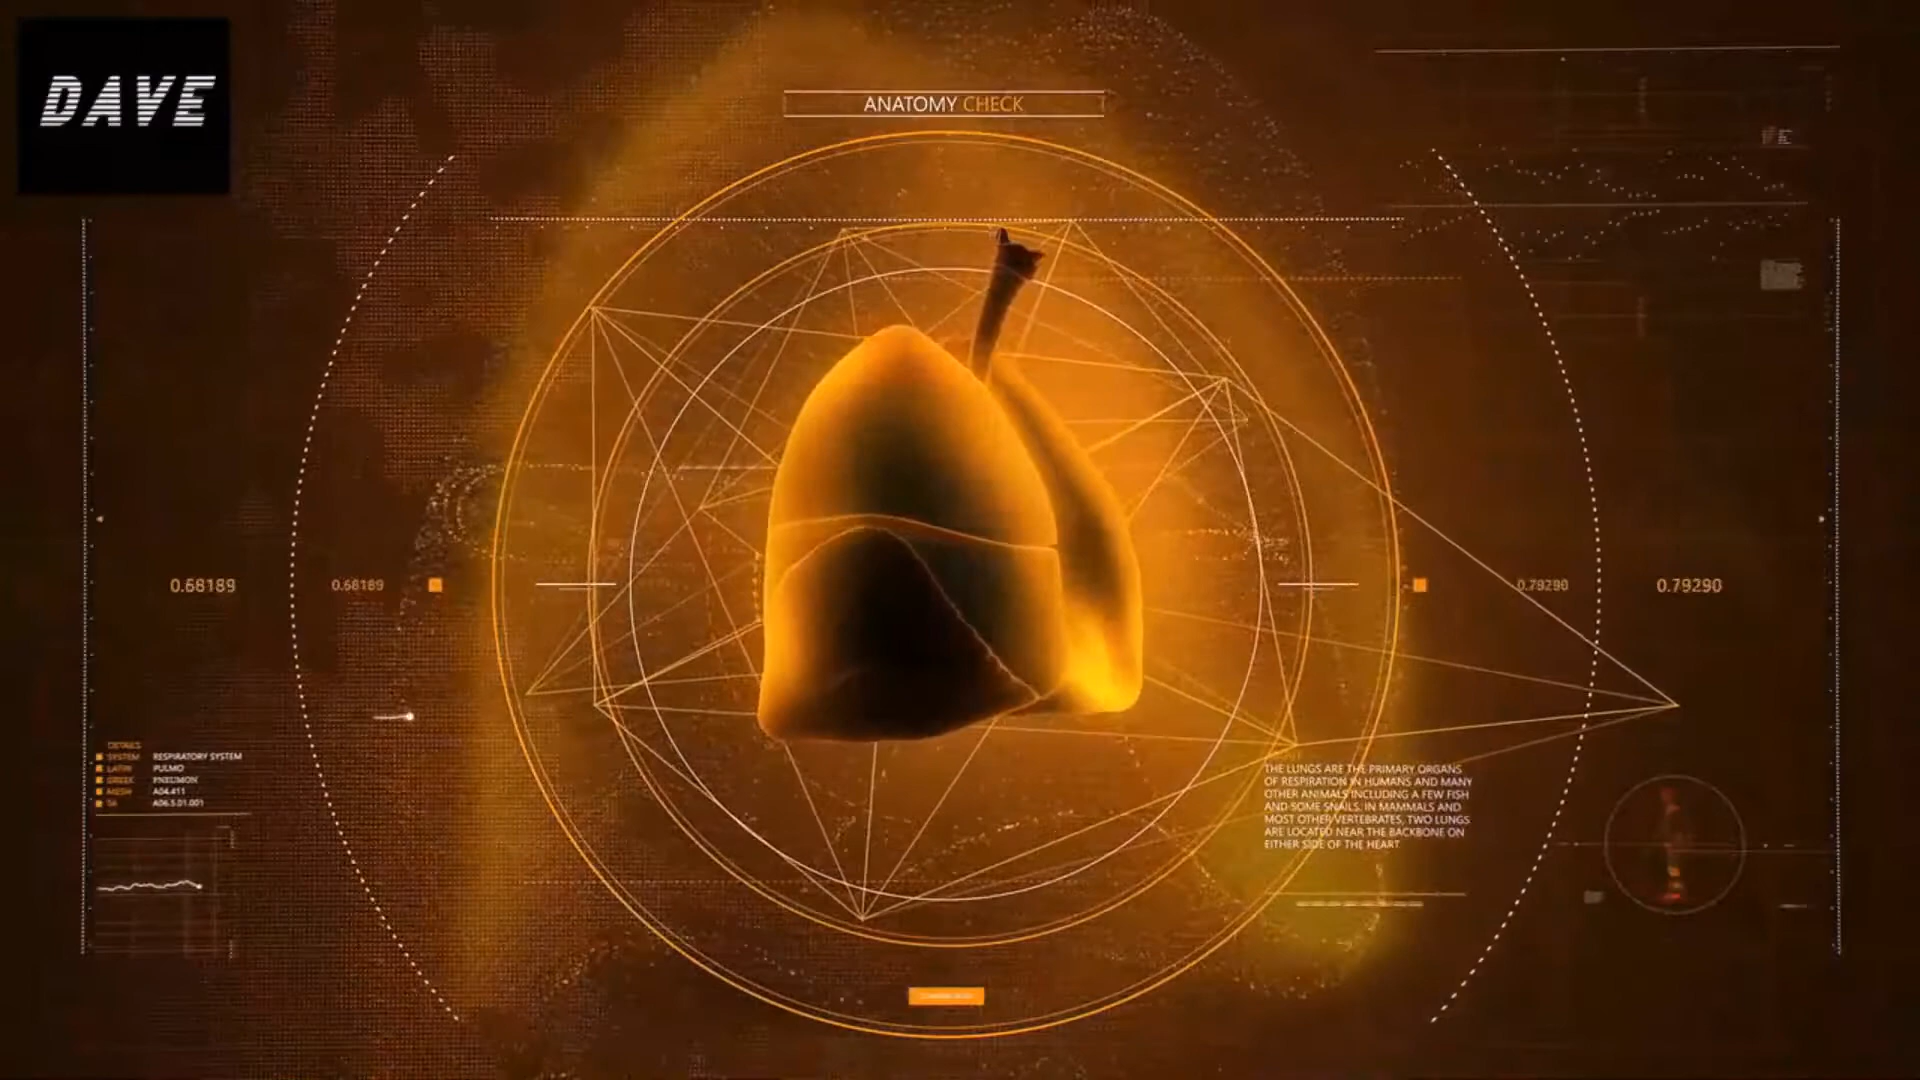 DAVE
ANATOMY CHECK
0.68189
0.68189
0.79290
0.79290
DETAILS
SYSTEM RESPIRATORY SYSTEM
LATIN PULMO
GREEK PNEUMON
MESH A04.411
TA A06.5.01.001
THE LUNGS ARE THE PRIMARY ORGANS
OF RESPIRATION IN HUMANS AND MANY
OTHER ANIMALS INCLUDING A FEW FISH
AND SOME SNAILS. IN MAMMALS AND
MOST OTHER VERTEBRATES, TWO LUNGS
ARE LOCATED NEAR THE BACKBONE ON
EITHER SIDE OF THE HEART